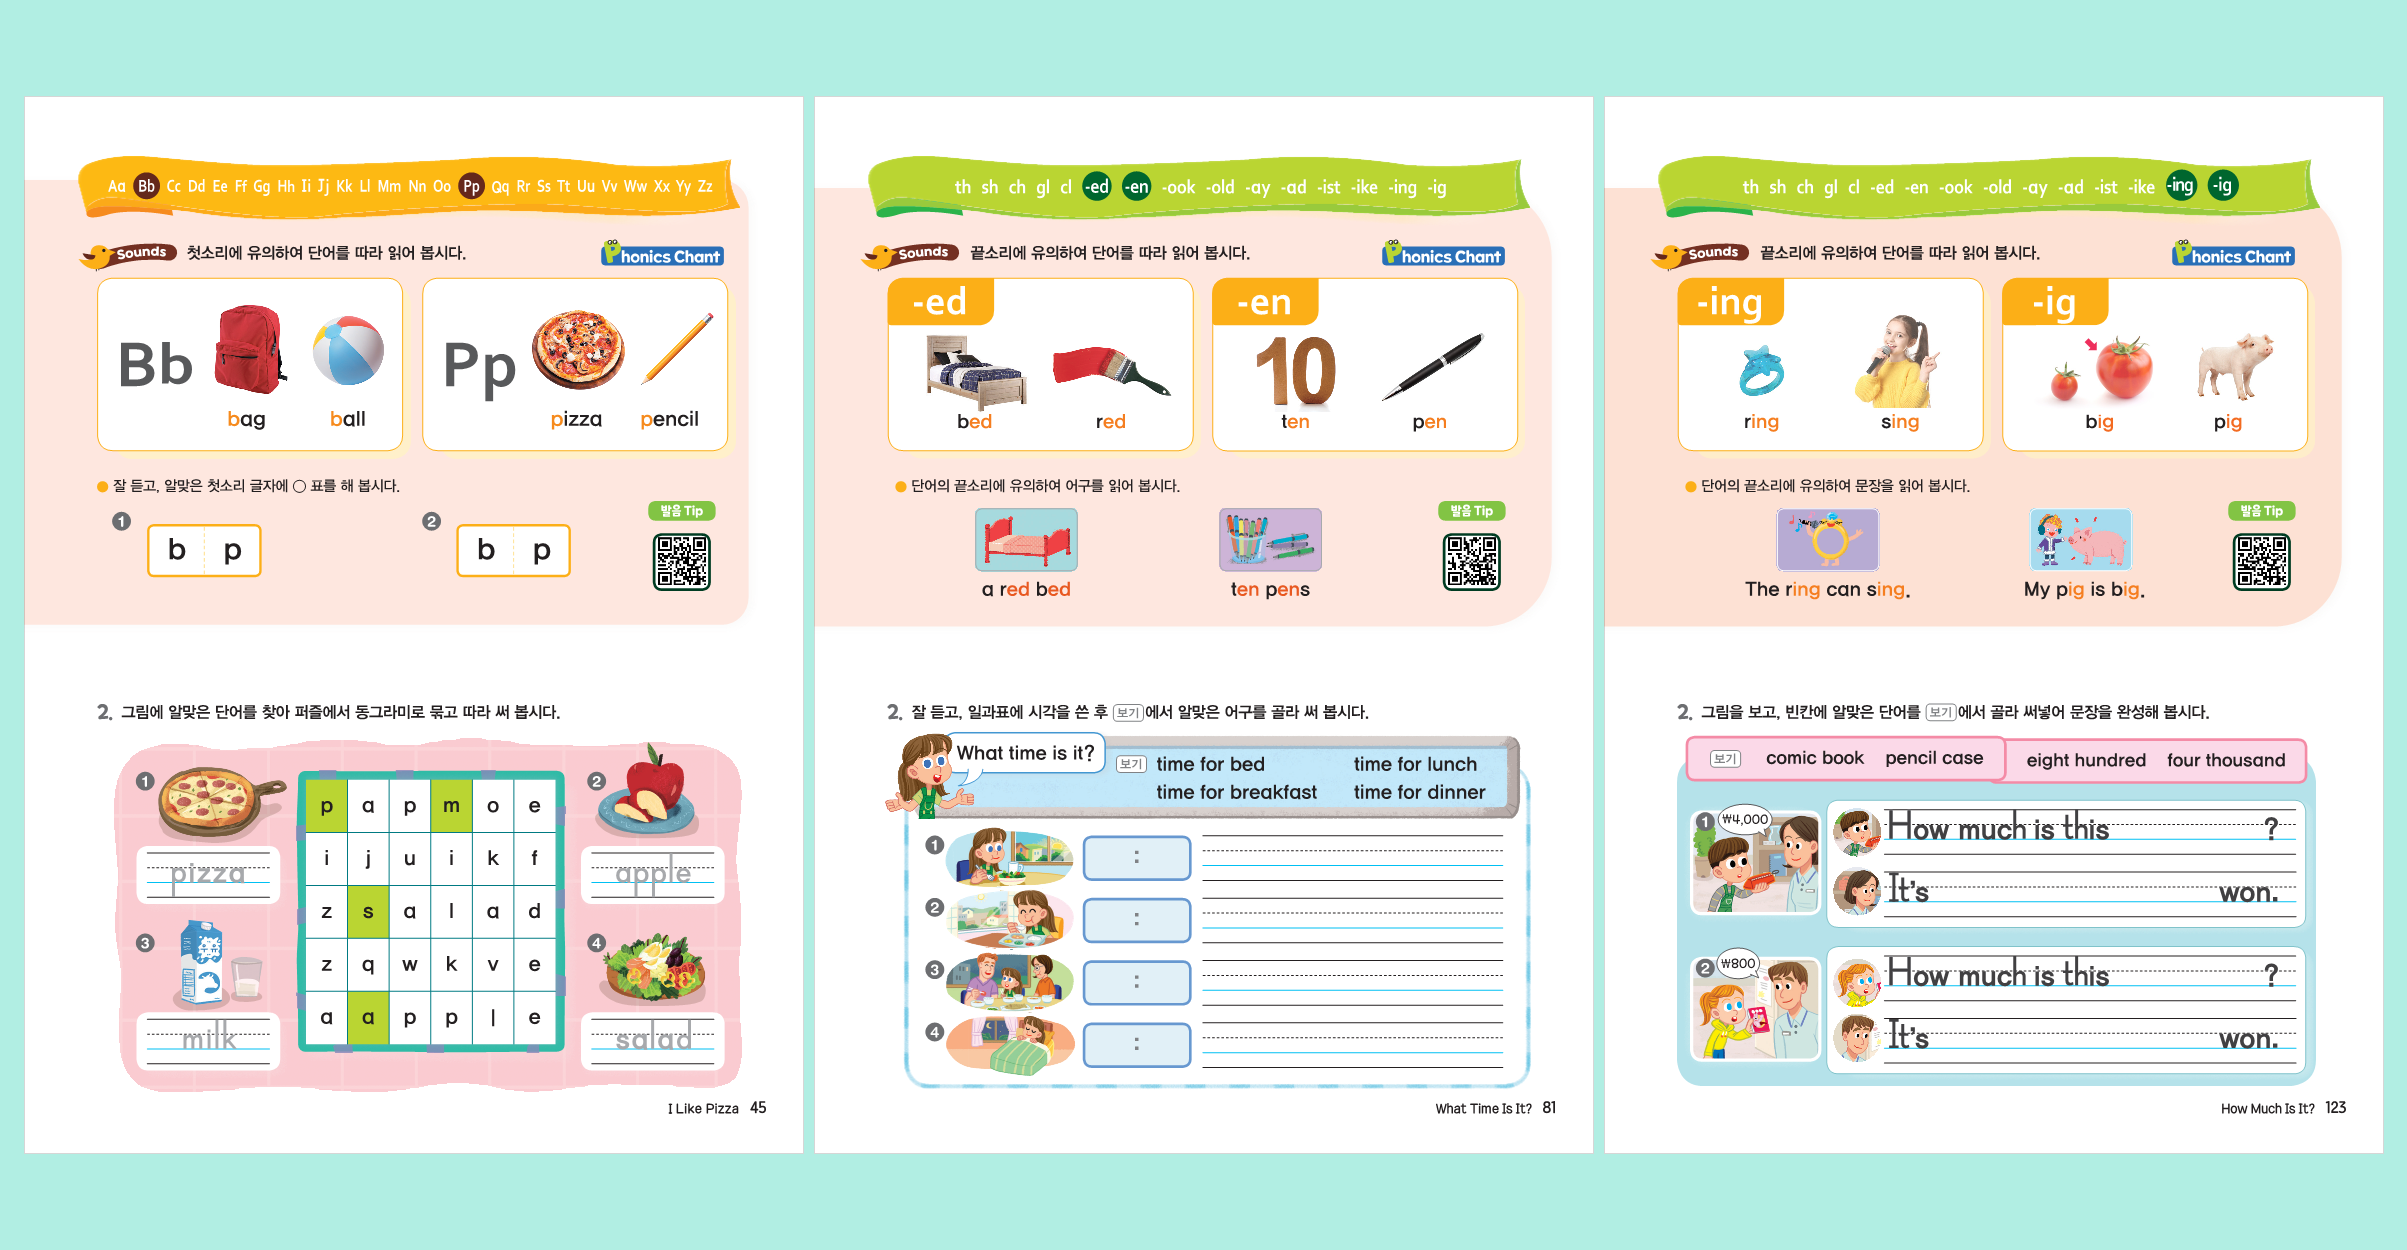 Aa Bb Cc Dd Ee Ff Gg Hh Ii Jj Kk Ll Mm Nn Oo Pp Qq Rr Ss Tt Uu Vv Ww Xx Yy Zz
Sounds 첫소리에 유의하여 단어를 따라 읽어 봅시다.
Phonics Chant
Bb
bag ball
Pp
pizza pencil
잘 듣고, 알맞은 첫소리 글자에 ○ 표를 해 봅시다.
1 b p
2 b p
발음 Tip
2. 그림에 알맞은 단어를 찾아 퍼즐에서 동그라미로 묶고 따라 써 봅시다.
1 pizza
2 apple
3 milk
4 salad
p a p m o e
i j u i k f
z s a l a d
z q w k v e
a a p p l e
I Like Pizza 45
th sh ch gl cl -ed -en -ook -old -ay -ad -ist -ike -ing -ig
Sounds 끝소리에 유의하여 단어를 따라 읽어 봅시다.
Phonics Chant
-ed
bed red
-en
10
ten pen
단어의 끝소리에 유의하여 어구를 읽어 봅시다.
a red bed
ten pens
발음 Tip
2. 잘 듣고, 일과표에 시각을 쓴 후 보기에서 알맞은 어구를 골라 써 봅시다.
What time is it?
보기 time for bed time for lunch
time for breakfast time for dinner
1 :
2 :
3 :
4 :
What Time Is It? 81
th sh ch gl cl -ed -en -ook -old -ay -ad -ist -ike -ing -ig
Sounds 끝소리에 유의하여 단어를 따라 읽어 봅시다.
Phonics Chant
-ing
ring sing
-ig
big pig
단어의 끝소리에 유의하여 문장을 읽어 봅시다.
The ring can sing.
My pig is big.
발음 Tip
2. 그림을 보고, 빈칸에 알맞은 단어를 보기에서 골라 써넣어 문장을 완성해 봅시다.
보기 comic book pencil case eight hundred four thousand
1 ₩4,000
How much is this ?
It's won.
2 ₩800
How much is this ?
It's won.
How Much Is It? 123